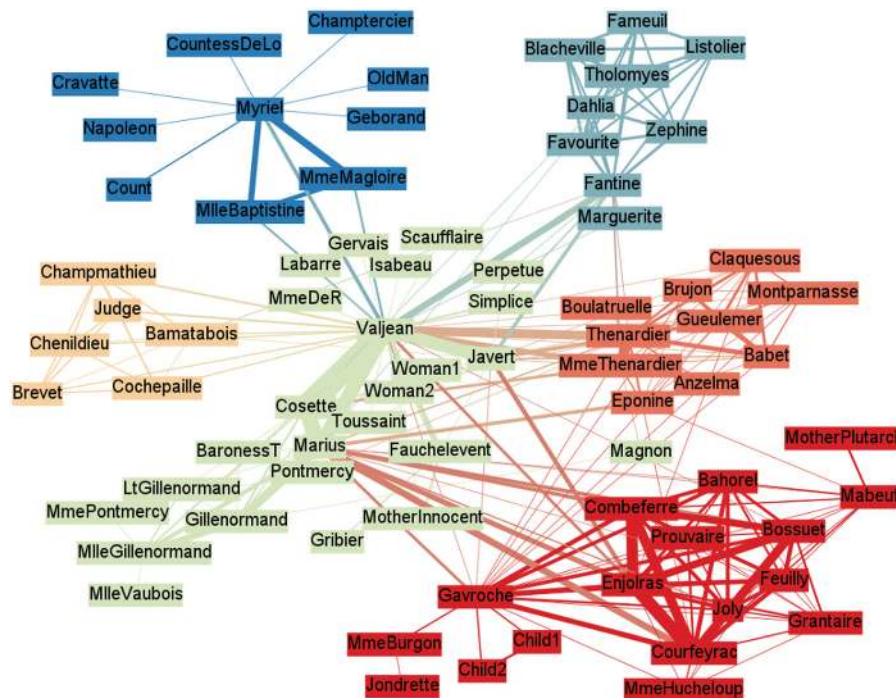 Champtercier
Fameuil
CountessDeLo
Blacheville
Listolier
Tholomyes
Cravatte
OldMan
Myriel
Dahlia
Geborand
Napoleon
Zephine
Favourite
MmeMagloire
Count
Fantine
MlleBaptistine
Marguerite
Scaufflaire
Gervais
Labarre
Isabeau
Claquesous
Champmathieu
Perpetue
Brujon
Montparnasse
MmeDeR
Simplice
Boulatruelle
Judge
Gueulemer
Valjean
Thenardier
Bamatabois
Chenildieu
Javert
Babet
MmeThenardier
Woman1
Anzelma
Cochepaille
Brevet
Woman2
Eponine
Cosette
Toussaint
MotherPlutarch
Marius
BaronessT
Fauchelevent
Magnon
Pontmercy
Bahorel
LtGillenormand
Mabeuf
Combeferre
MmePontmercy
Gillenormand
MotherInnocent
Bossuet
Prouvaire
Gribier
MlleGillenormand
Enjolras
Feuilly
Gavroche
MlleVaubois
Joly
Grantaire
Child1
MmeBurgon
Courfeyrac
Child2
Jondrette
MmeHucheloup